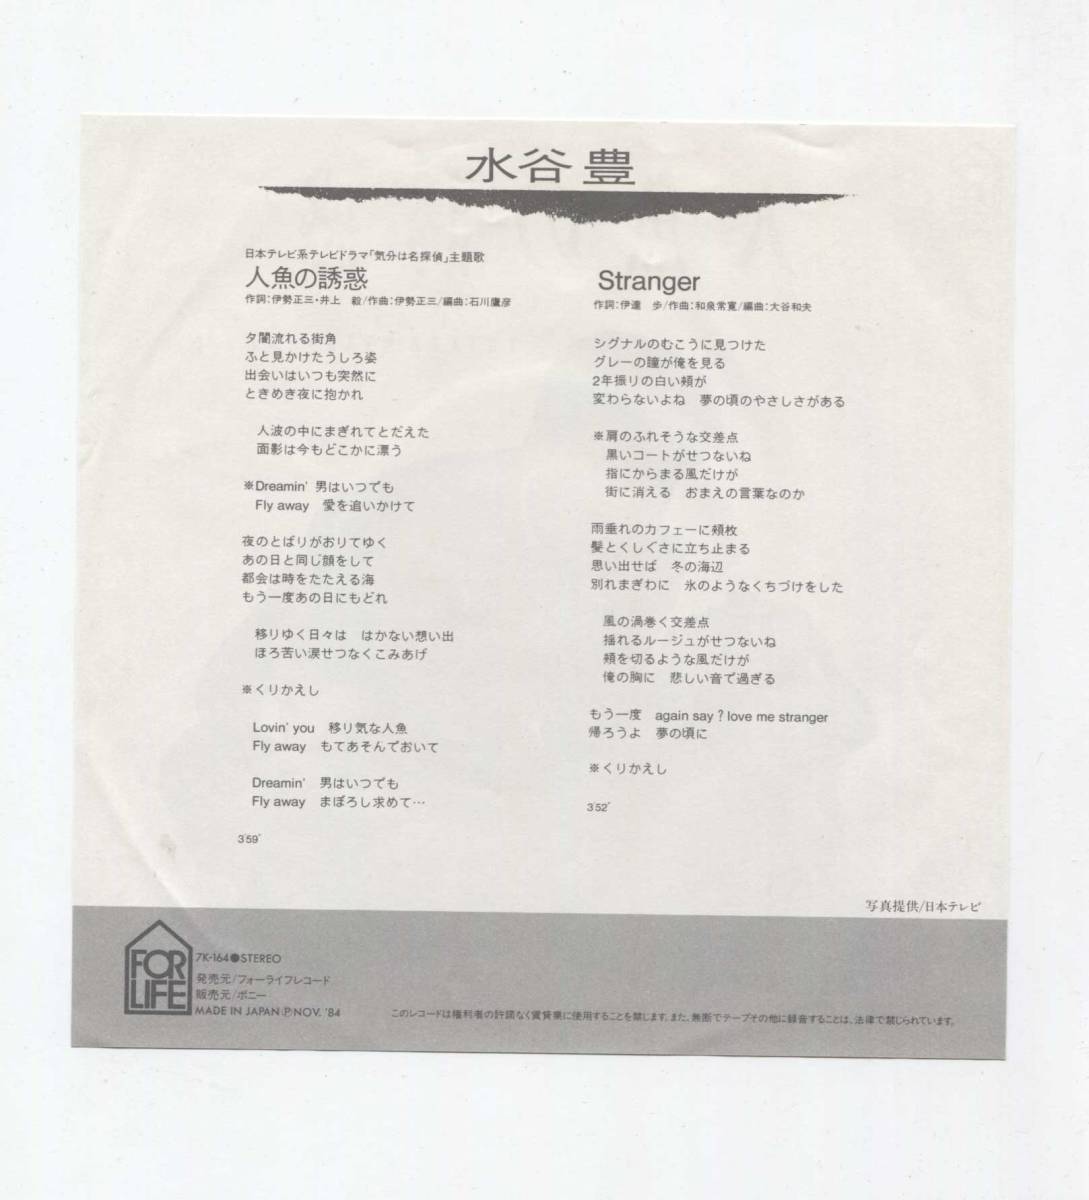 水谷 豊
日本テレビ系テレビドラマ「気分は名探偵」主題歌
人魚の誘惑
作詞:伊勢正三・井上 毅/作曲:伊勢正三/編曲:石川鷹彦
夕闇流れる街角
ふと見かけたうしろ姿
出会いはいつも突然に
ときめき夜に抱かれ
人波の中にまぎれてとだえた
面影は今もどこかに漂う
※Dreamin' 男はいつでも
Fly away 愛を追いかけて
夜のとばりがおりてゆく
あの日と同じ顔をして
都会は時をたたえる海
もう一度あの日にもどれ
移りゆく日々は はかない想い出
ほろ苦い涙せつなくこみあげ
※くりかえし
Lovin' you 移り気な人魚
Fly away もてあそんでおいて
Dreamin' 男はいつでも
Fly away まぼろし求めて…
3'59"
Stranger
作詞:伊達 歩/作曲:和泉常寛/編曲:大谷和夫
シグナルのむこうに見つけた
グレーの瞳が俺を見る
2年振りの白い頬が
変わらないよね 夢の頃のやさしさがある
※肩のふれそうな交差点
黒いコートがせつないね
指にからまる風だけが
街に消える おまえの言葉なのか
雨垂れのカフェーに頬杖
髪とくしぐさに立ち止まる
思い出せば 冬の海辺
別れまぎわに 氷のようなくちづけをした
風の渦巻く交差点
揺れるルージュがせつないね
頬を切るような風だけが
俺の胸に 悲しい音で過ぎる
もう一度 again say ? love me stranger
帰ろうよ 夢の頃に
※くりかえし
3'52"
写真提供/日本テレビ
FOR
LIFE
7K-164●STEREO
発売元/フォーライフレコード
販売元/ポニー
MADE IN JAPAN Ⓟ NOV. '84
このレコードは権利者の許諾なく賃貸業に使用することを禁じます。また、無断でテープその他に録音することは、法律で禁じられています。